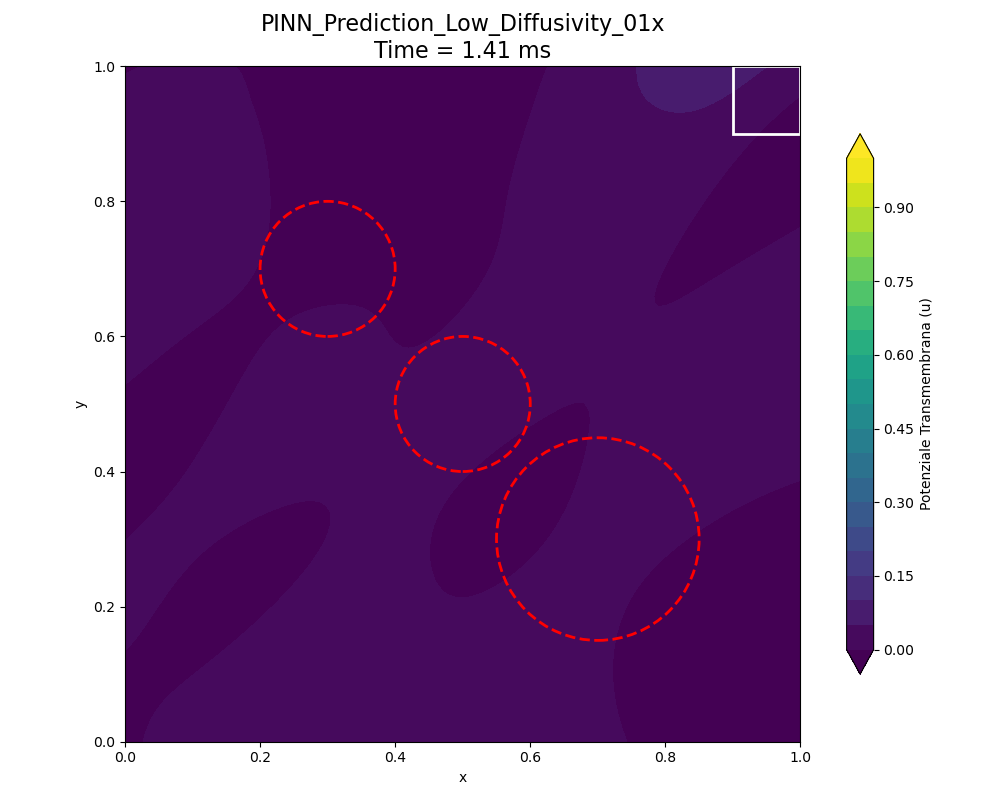 PINN_Prediction_Low_Diffusivity_01x
Time = 1.41 ms
1.0
0.8
0.6
0.4
0.2
0.0
y
0.0 0.2 0.4 0.6 0.8 1.0
x
0.90
0.75
0.60
0.45
0.30
0.15
0.00
Potenziale Transmembrana (u)